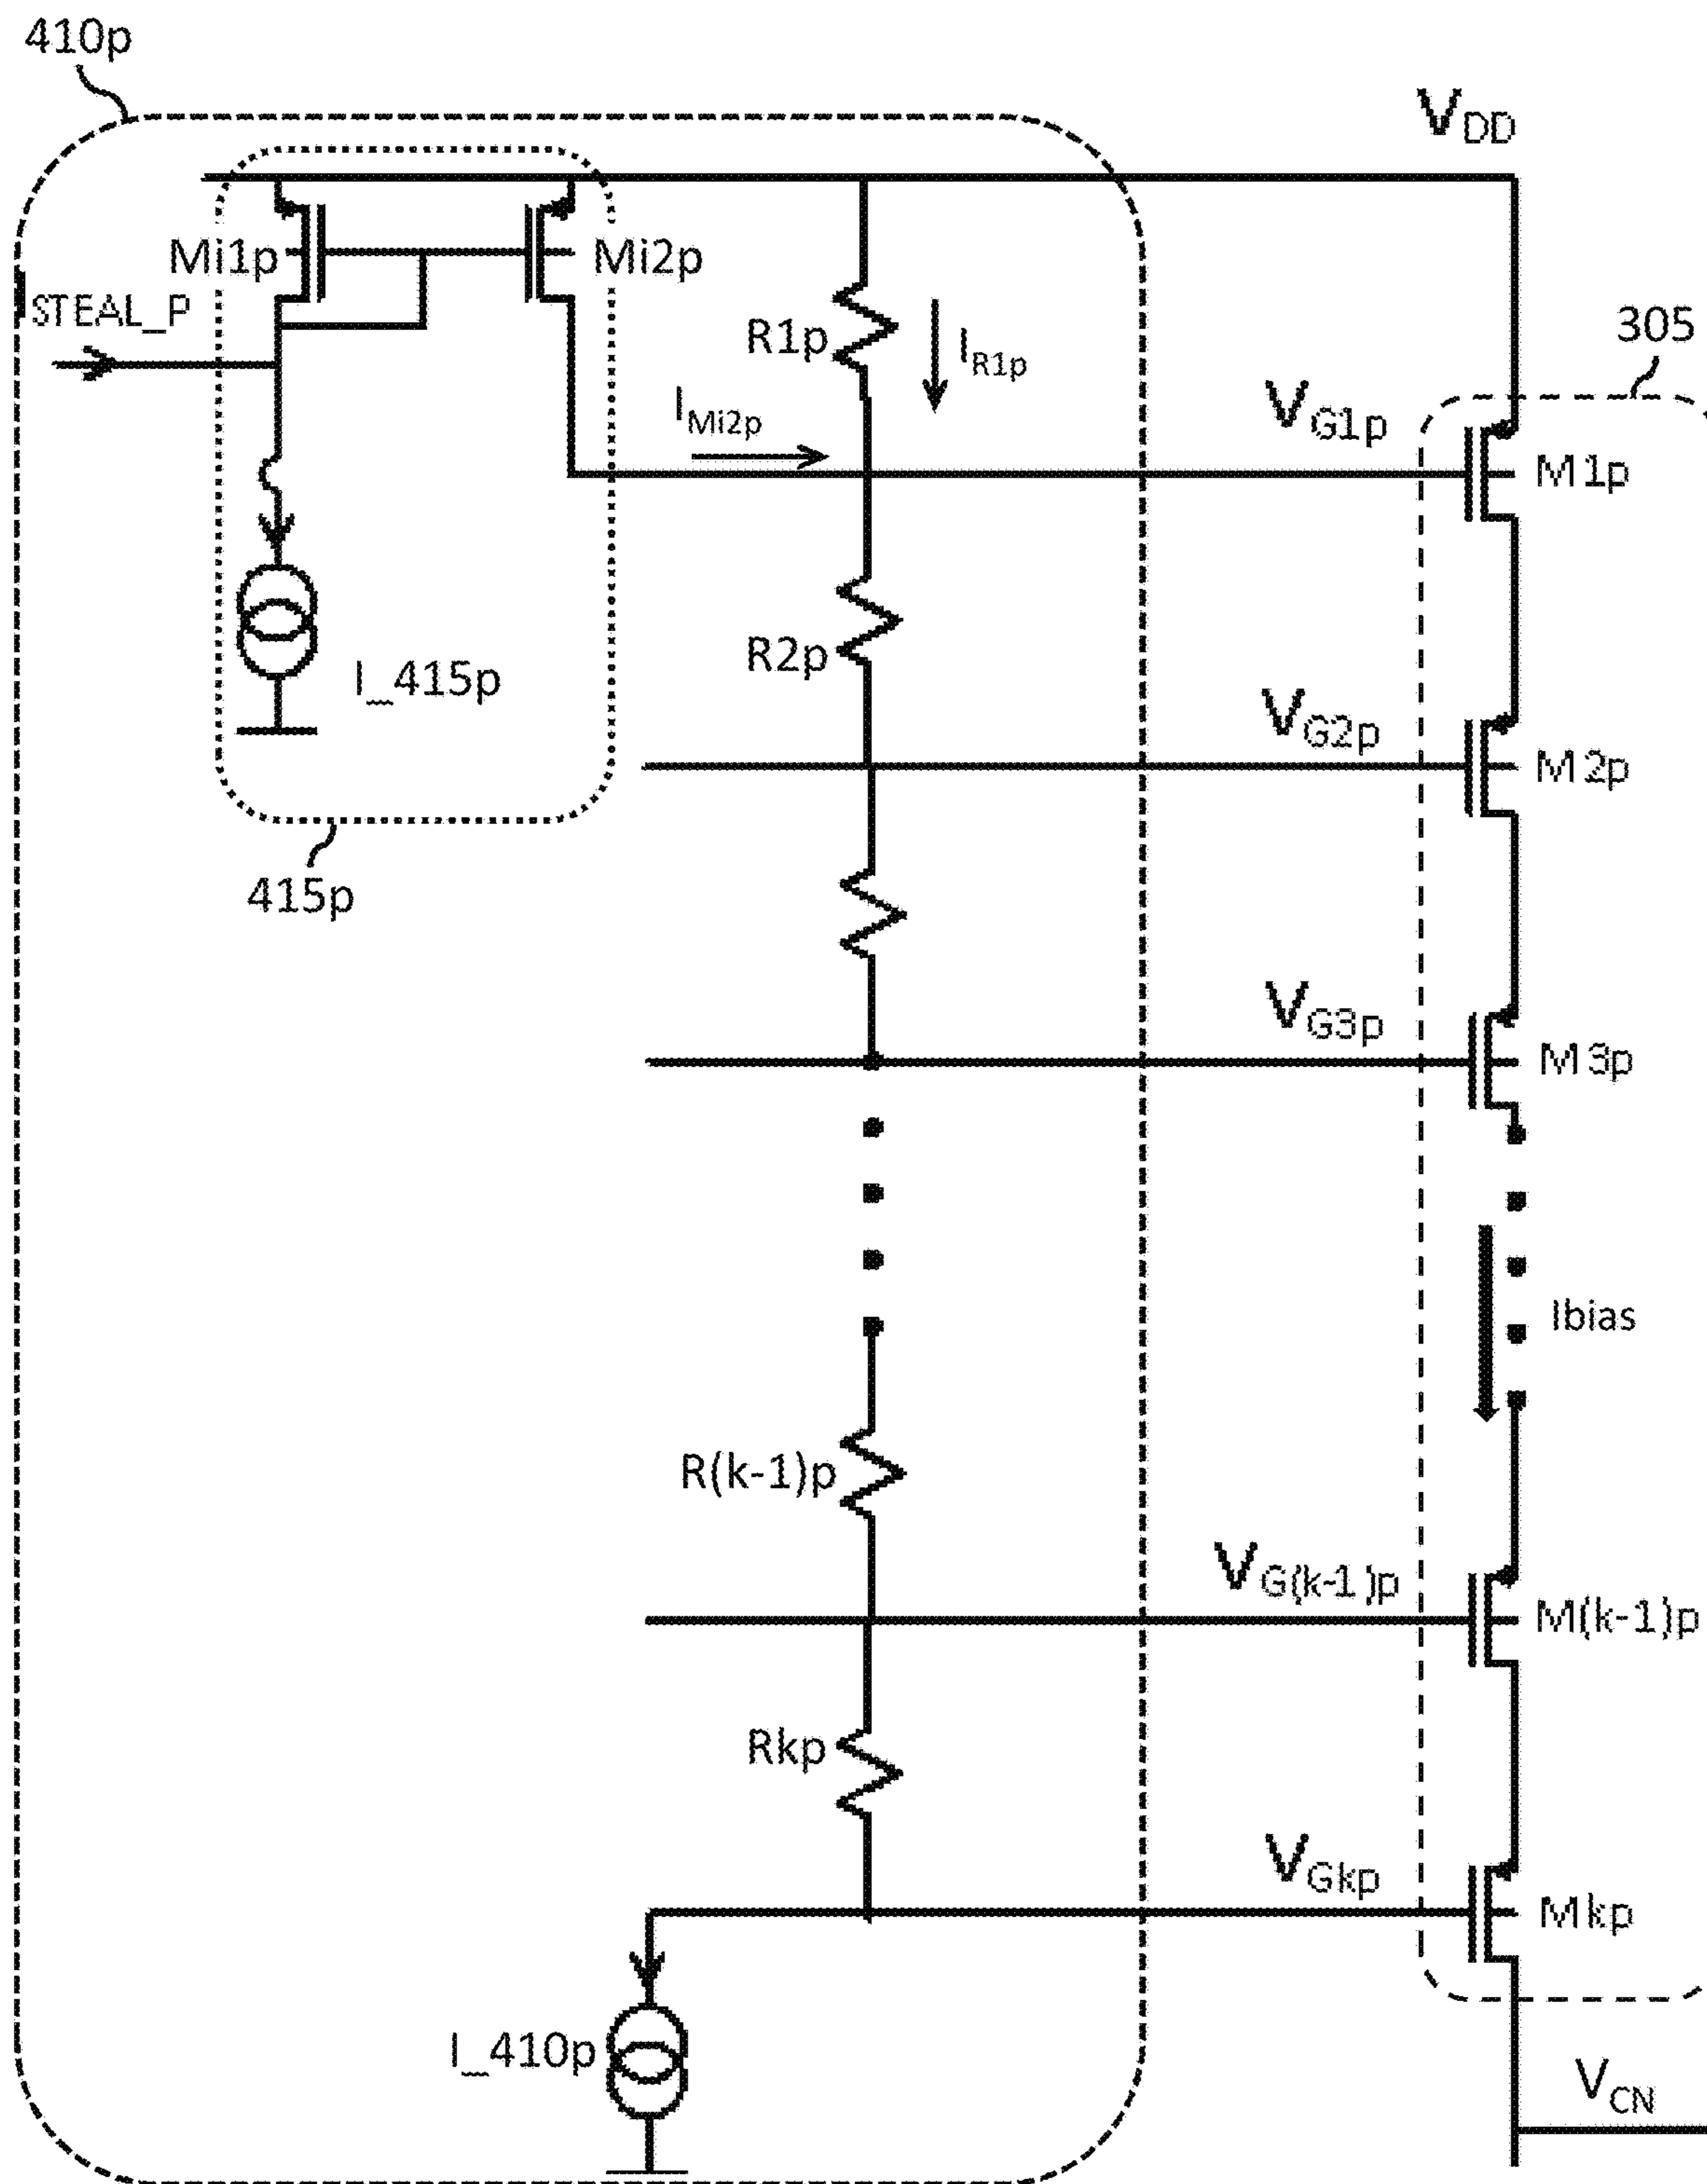 410p
VDD
Mi1p
Mi2p
ISTEAL_P
R1p
IR1p
305
IMi2p
VG1p
M1p
R2p
I_415p
VG2p
M2p
415p
VG3p
M3p
Ibias
R(k-1)p
VG(k-1)p
M(k-1)p
Rkp
VGkp
Mkp
I_410p
VCN